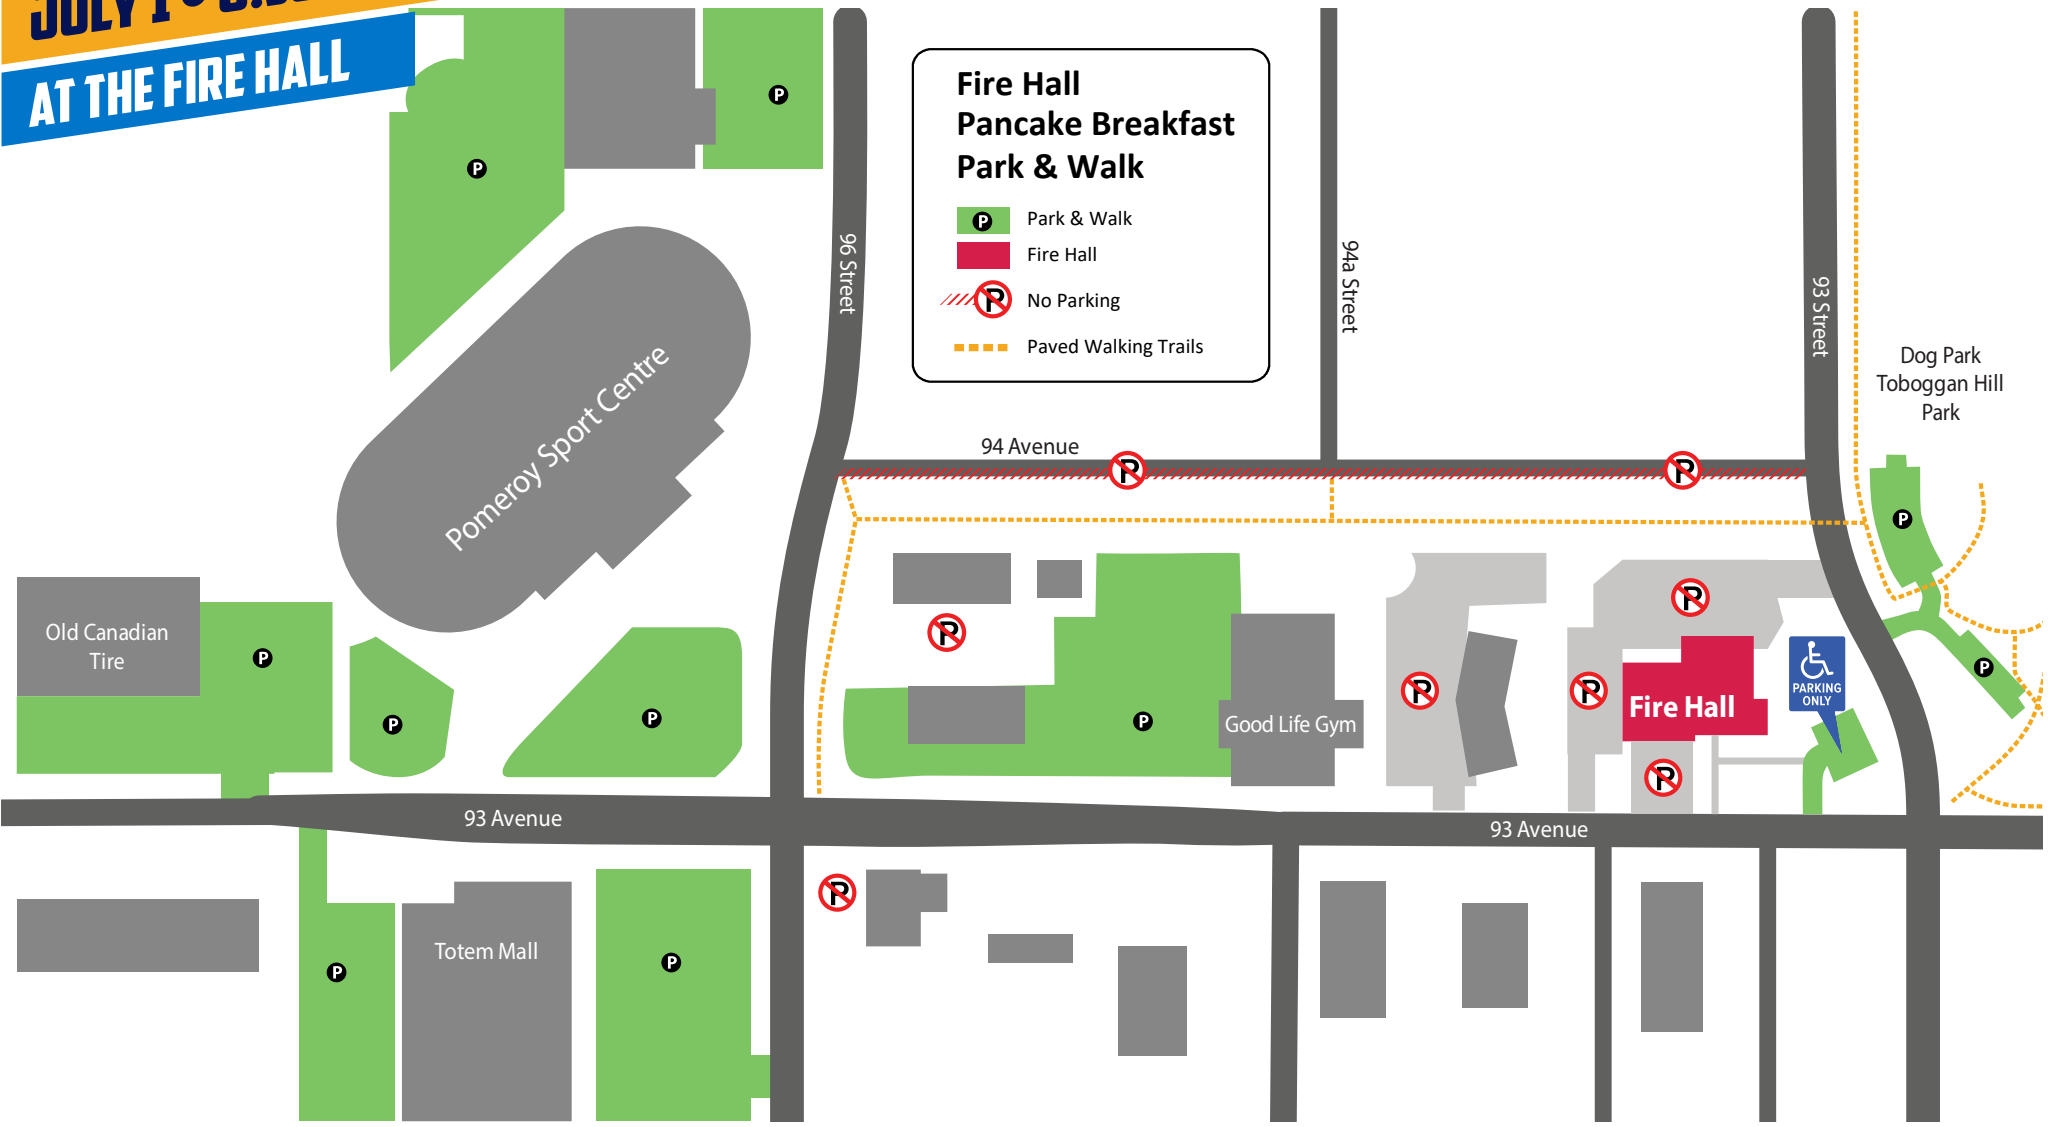 JULY 1
AT THE FIRE HALL
P
P
Fire Hall
Pancake Breakfast
Park & Walk
P Park & Walk
Fire Hall
P No Parking
Paved Walking Trails
96 Street
94a Street
93 Street
Dog Park
Toboggan Hill
Park
94 Avenue
P
P
Pomeroy Sport Centre
P
Old Canadian
Tire
P
P
P
P
P
Good Life Gym
P
P
P
Fire Hall
P
PARKING
ONLY
P
P
93 Avenue
93 Avenue
P
Totem Mall
P
P